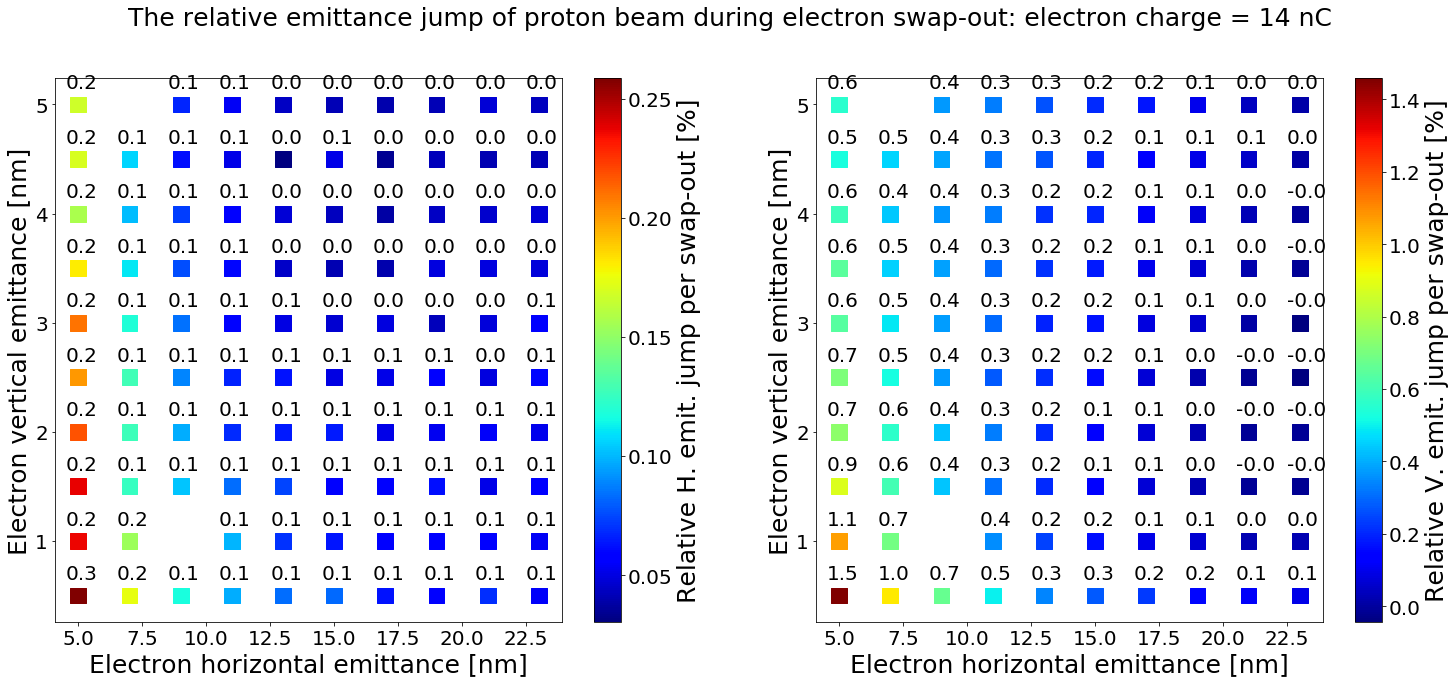 The relative emittance jump of proton beam during electron swap-out: electron charge = 14 nC
0.2 0.1 0.1 0.0 0.0 0.0 0.0 0.0 0.0
0.2 0.1 0.1 0.1 0.0 0.1 0.0 0.0 0.0 0.0
0.2 0.1 0.1 0.1 0.0 0.0 0.0 0.0 0.0 0.0
0.2 0.1 0.1 0.1 0.0 0.0 0.0 0.0 0.0 0.0
0.2 0.1 0.1 0.1 0.1 0.0 0.0 0.0 0.0 0.1
0.2 0.1 0.1 0.1 0.1 0.1 0.1 0.1 0.0 0.1
0.2 0.1 0.1 0.1 0.1 0.1 0.1 0.1 0.1 0.1
0.2 0.1 0.1 0.1 0.1 0.1 0.1 0.1 0.1 0.1
0.2 0.2 0.1 0.1 0.1 0.1 0.1 0.1 0.1
0.3 0.2 0.1 0.1 0.1 0.1 0.1 0.1 0.1 0.1
5
4
3
2
1
Electron vertical emittance [nm]
5.0 7.5 10.0 12.5 15.0 17.5 20.0 22.5
Electron horizontal emittance [nm]
0.25
0.20
0.15
0.10
0.05
Relative H. emit. jump per swap-out [%]
0.6 0.4 0.3 0.3 0.2 0.2 0.1 0.0 0.0
0.5 0.5 0.4 0.3 0.3 0.2 0.1 0.1 0.1 0.0
0.6 0.4 0.4 0.3 0.2 0.2 0.1 0.1 0.0 -0.0
0.6 0.5 0.4 0.3 0.2 0.2 0.1 0.1 0.0 -0.0
0.6 0.5 0.4 0.3 0.2 0.2 0.1 0.1 0.0 -0.0
0.7 0.5 0.4 0.3 0.2 0.2 0.1 0.0 -0.0 -0.0
0.7 0.6 0.4 0.3 0.2 0.1 0.1 0.0 -0.0 -0.0
0.9 0.6 0.4 0.3 0.2 0.1 0.1 0.0 -0.0 -0.0
1.1 0.7 0.4 0.2 0.2 0.1 0.1 0.0 0.0
1.5 1.0 0.7 0.5 0.3 0.3 0.2 0.2 0.1 0.1
5
4
3
2
1
Electron vertical emittance [nm]
5.0 7.5 10.0 12.5 15.0 17.5 20.0 22.5
Electron horizontal emittance [nm]
1.4
1.2
1.0
0.8
0.6
0.4
0.2
0.0
Relative V. emit. jump per swap-out [%]